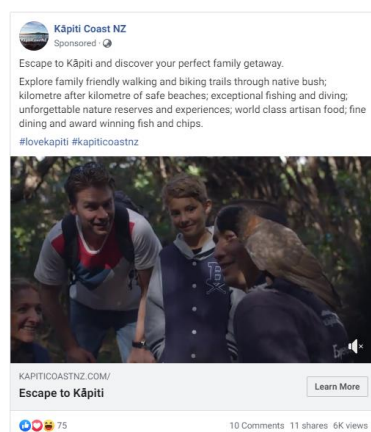 Kāpiti Coast NZ
Sponsored ·
Escape to Kāpiti and discover your perfect family getaway.
Explore family friendly walking and biking trails through native bush;
kilometre after kilometre of safe beaches; exceptional fishing and diving;
unforgettable nature reserves and experiences; world class artisan food; fine
dining and award winning fish and chips.
#lovekapiti #kapiticoastnz
KAPITICOASTNZ.COM/
Escape to Kāpiti
Learn More
75
10 Comments 11 shares 6K views